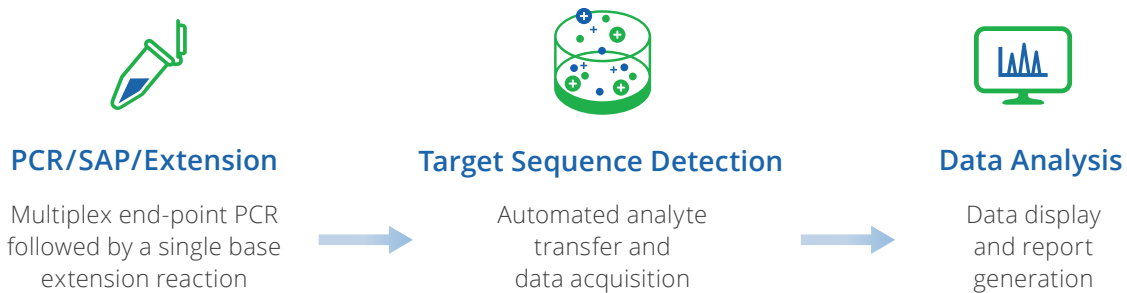 PCR/SAP/Extension
Multiplex end-point PCR
followed by a single base
extension reaction
Target Sequence Detection
Automated analyte
transfer and
data acquisition
Data Analysis
Data display
and report
generation